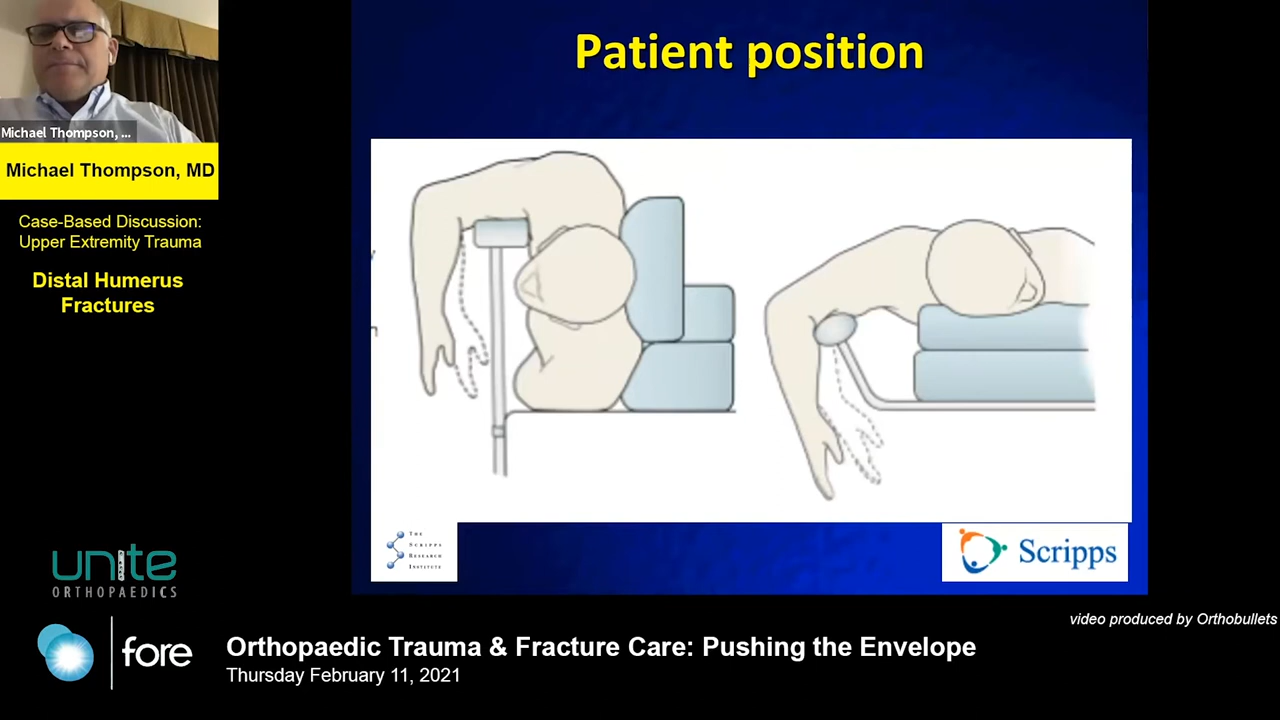 Patient position
Michael Thompson, ...
Michael Thompson, MD
Case-Based Discussion:
Upper Extremity Trauma
Distal Humerus
Fractures
THE
SCRIPPS
RESEARCH
INSTITUTE
Scripps
unite
ORTHOPAEDICS
fore
video produced by Orthobullets
Orthopaedic Trauma & Fracture Care: Pushing the Envelope
Thursday February 11, 2021